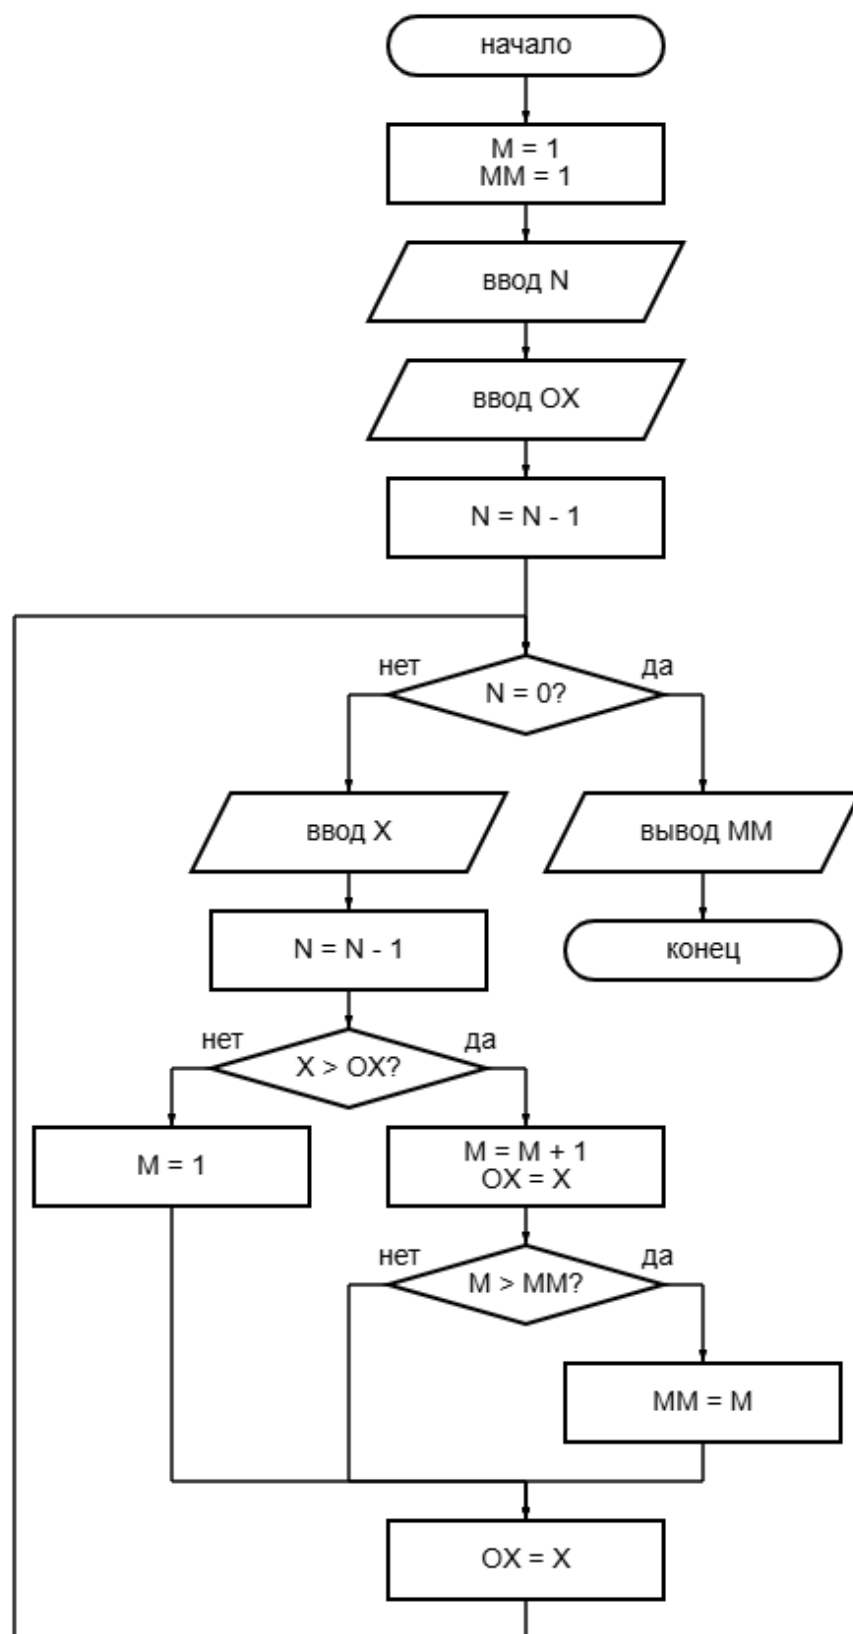 начало
M = 1
MM = 1
ввод N
ввод OX
N = N - 1
нет
да
N = 0?
ввод X
вывод MM
N = N - 1
конец
нет
да
X > OX?
M = 1
M = M + 1
OX = X
нет
да
M > MM?
MM = M
OX = X